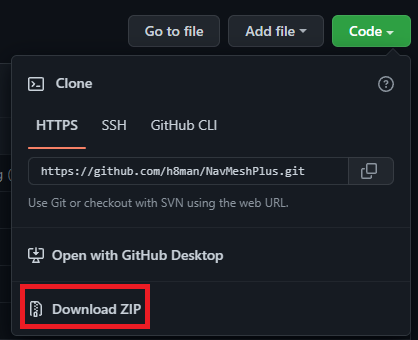 Go to file Add file Code
Clone
HTTPS SSH GitHub CLI
https://github.com/h8man/NavMeshPlus.git
Use Git or checkout with SVN using the web URL.
Open with GitHub Desktop
Download ZIP